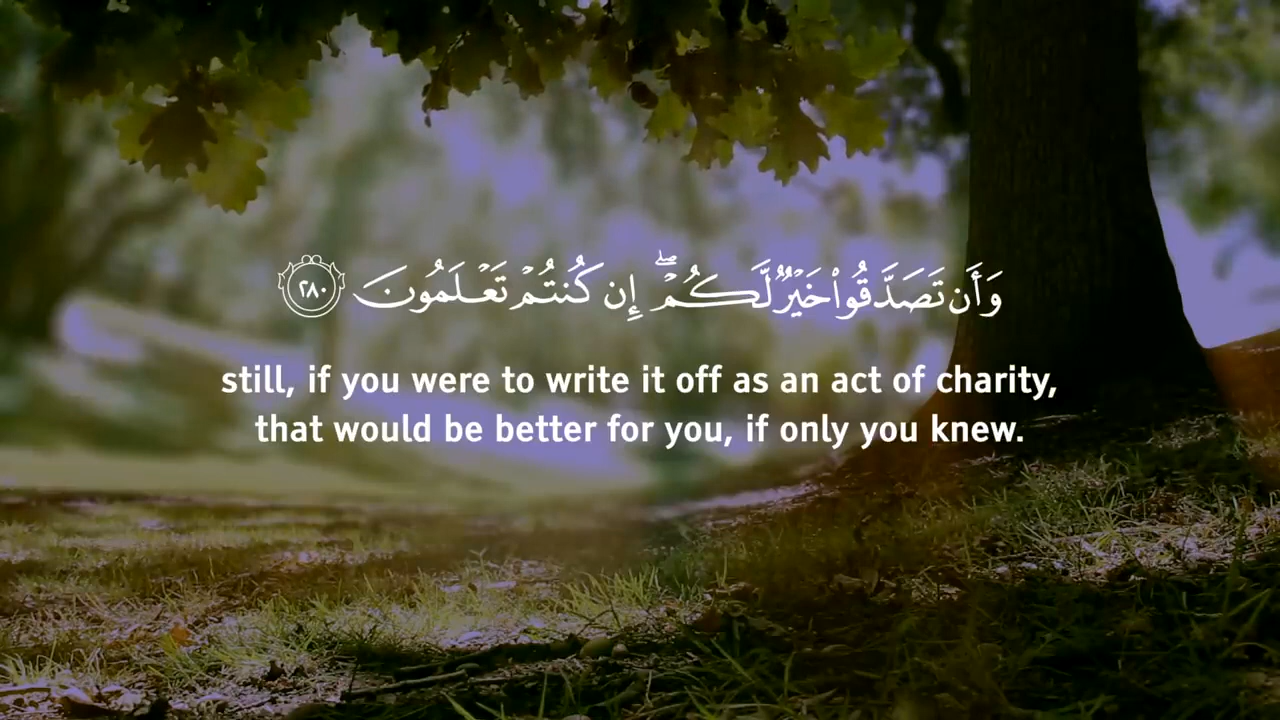 وَأَن تَصَدَّقُوا۟ خَيْرٌ لَّكُمْ ۖ إِن كُنتُمْ تَعْلَمُونَ ٢٨٠
still, if you were to write it off as an act of charity,
that would be better for you, if only you knew.